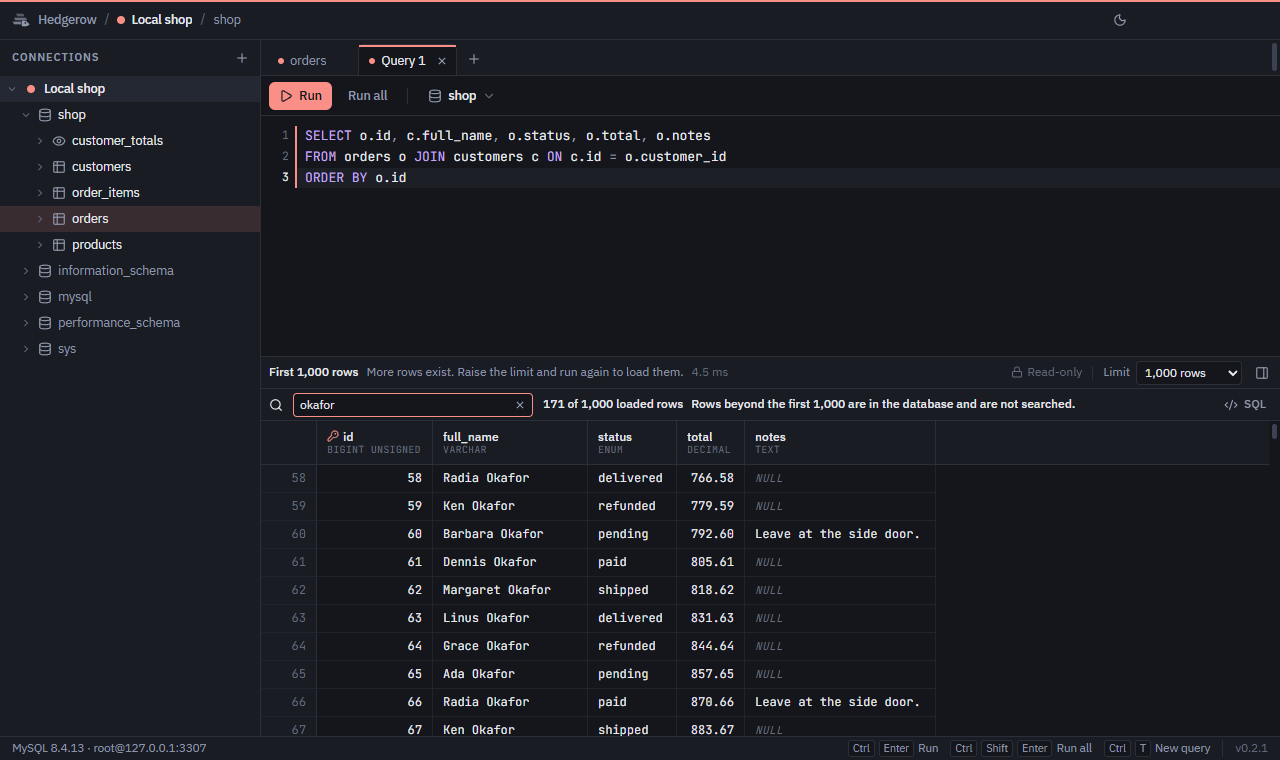 Hedgerow / Local shop / shop
CONNECTIONS
Local shop
shop
customer_totals
customers
order_items
orders
products
information_schema
mysql
performance_schema
sys
orders
Query 1
Run
Run all
shop
1 SELECT o.id, c.full_name, o.status, o.total, o.notes
2 FROM orders o JOIN customers c ON c.id = o.customer_id
3 ORDER BY o.id
First 1,000 rows More rows exist. Raise the limit and run again to load them. 4.5 ms Read-only Limit 1,000 rows
okafor 171 of 1,000 loaded rows Rows beyond the first 1,000 are in the database and are not searched. SQL
id full_name status total notes
BIGINT UNSIGNED VARCHAR ENUM DECIMAL TEXT
58 58 Radia Okafor delivered 766.58 NULL
59 59 Ken Okafor refunded 779.59 NULL
60 60 Barbara Okafor pending 792.60 Leave at the side door.
61 61 Dennis Okafor paid 805.61 NULL
62 62 Margaret Okafor shipped 818.62 NULL
63 63 Linus Okafor delivered 831.63 NULL
64 64 Grace Okafor refunded 844.64 NULL
65 65 Ada Okafor pending 857.65 NULL
66 66 Radia Okafor paid 870.66 Leave at the side door.
67 67 Ken Okafor shipped 883.67 NULL
MySQL 8.4.13 · root@127.0.0.1:3307 Ctrl Enter Run Ctrl Shift Enter Run all Ctrl T New query v0.2.1